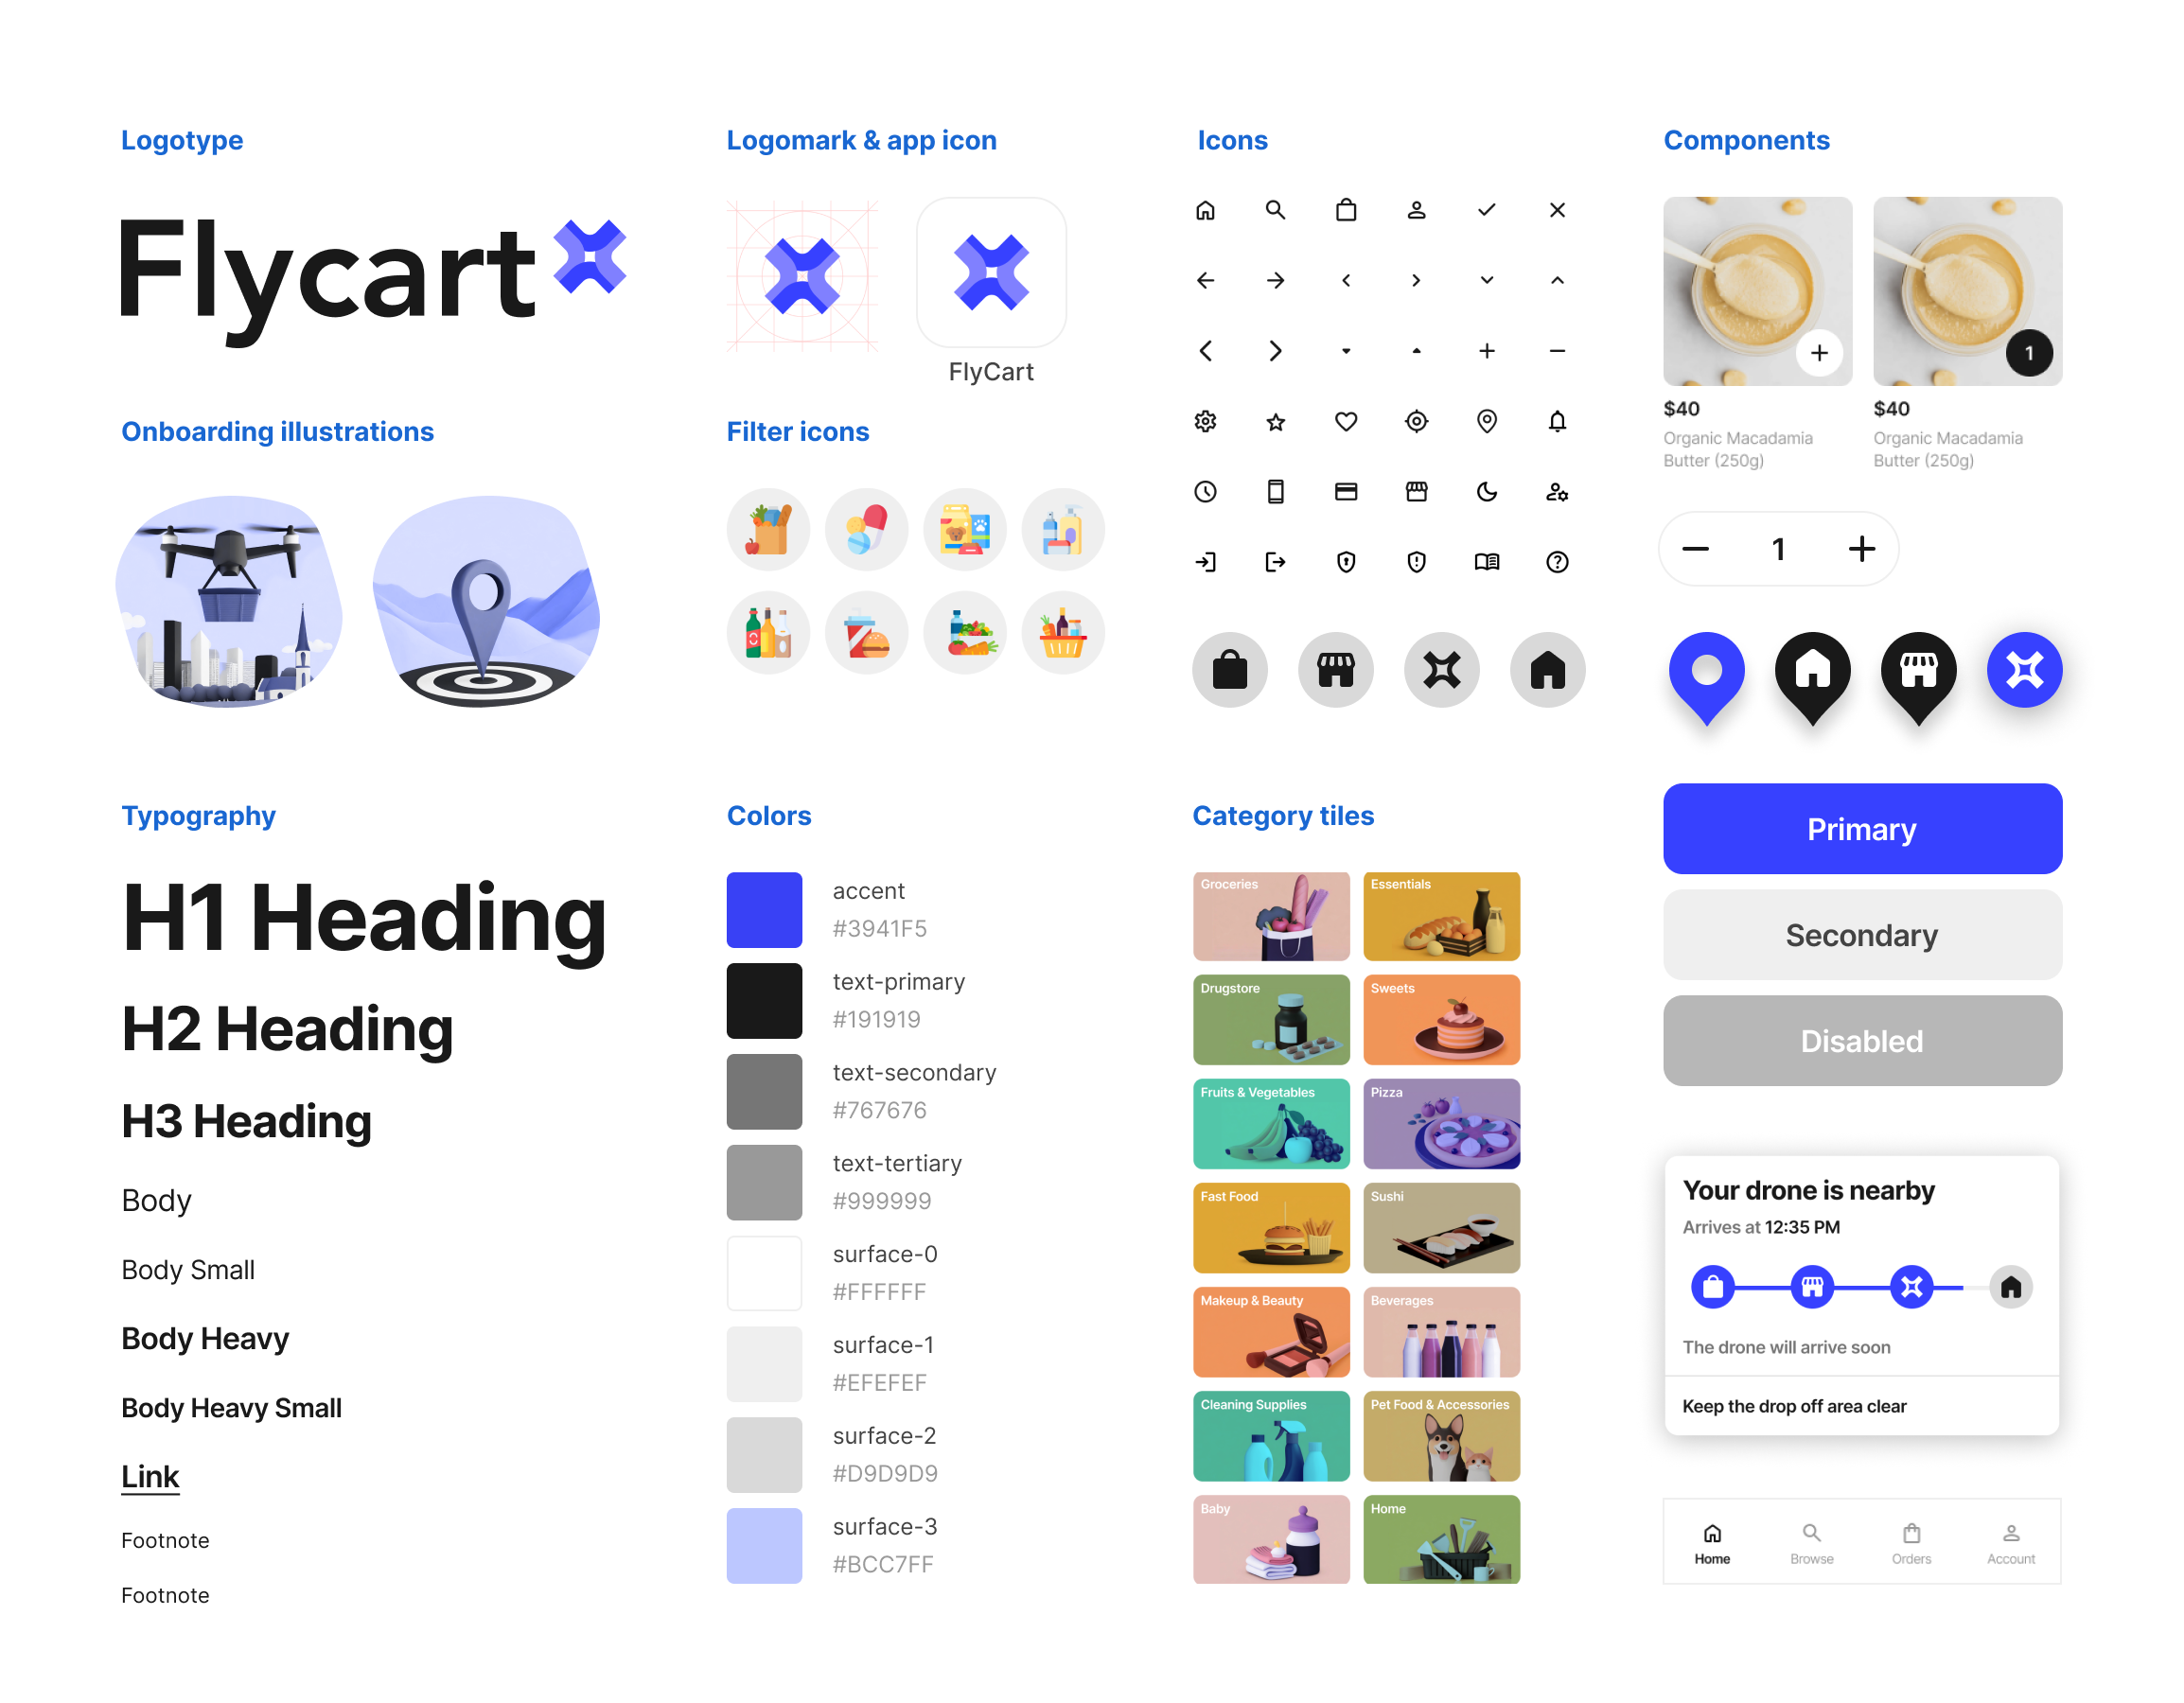 Logotype
Flycart
Logomark & app icon
FlyCart
Icons
Components
1
$40
Organic Macadamia
Butter (250g)
$40
Organic Macadamia
Butter (250g)
1
Onboarding illustrations
Filter icons
Typography
H1 Heading
H2 Heading
H3 Heading
Body
Body Small
Body Heavy
Body Heavy Small
Link
Footnote
Footnote
Colors
accent
#3941F5
text-primary
#191919
text-secondary
#767676
text-tertiary
#999999
surface-0
#FFFFFF
surface-1
#EFEFEF
surface-2
#D9D9D9
surface-3
#BCC7FF
Category tiles
Groceries
Essentials
Drugstore
Sweets
Fruits & Vegetables
Pizza
Fast Food
Sushi
Makeup & Beauty
Beverages
Cleaning Supplies
Pet Food & Accessories
Baby
Home
Primary
Secondary
Disabled
Your drone is nearby
Arrives at 12:35 PM
The drone will arrive soon
Keep the drop off area clear
Home
Browse
Orders
Account